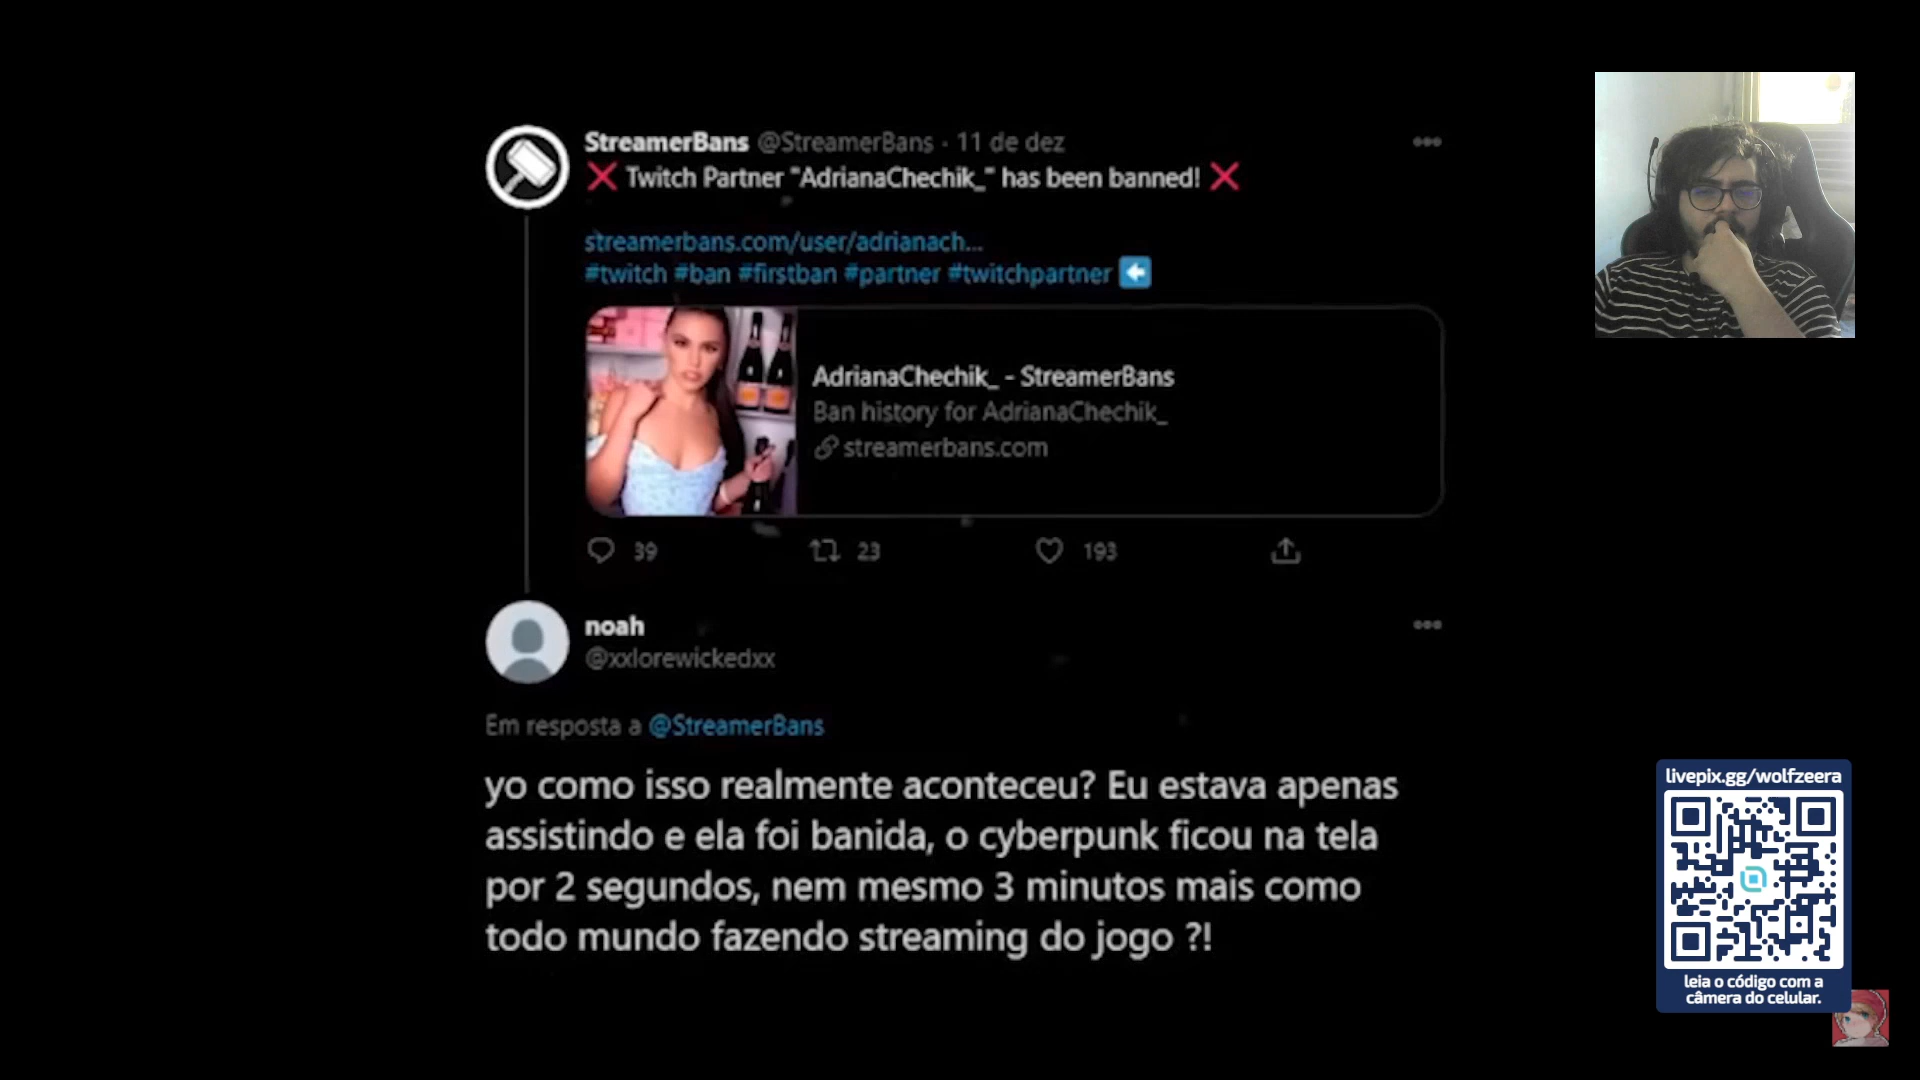 StreamerBans @StreamerBans · 11 de dez
❌ Twitch Partner "AdrianaChechik_" has been banned! ❌
streamerbans.com/user/adrianach...
#twitch #ban #firstban #partner #twitchpartner
AdrianaChechik_ - StreamerBans
Ban history for AdrianaChechik_
streamerbans.com
39 23 193
noah
@xxlorewickedxx
Em resposta a @StreamerBans
yo como isso realmente aconteceu? Eu estava apenas
assistindo e ela foi banida, o cyberpunk ficou na tela
por 2 segundos, nem mesmo 3 minutos mais como
todo mundo fazendo streaming do jogo ?!
livepix.gg/wolfzeera
leia o código com a
câmera do celular.